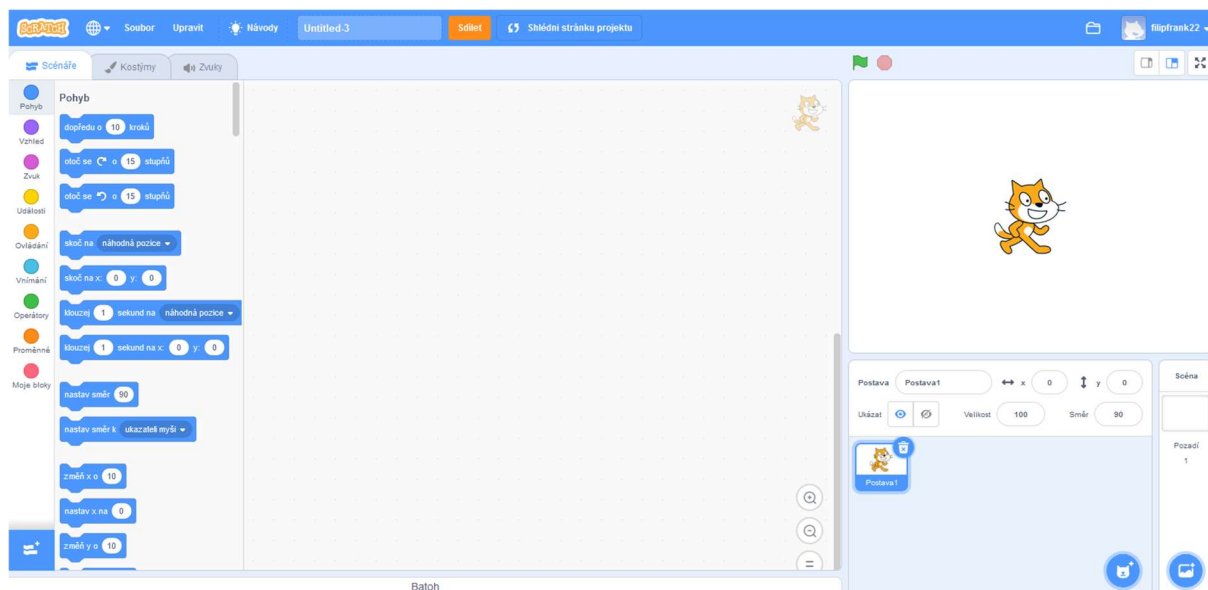 SCRATCH Soubor Upravit Návody Untitled-3 Sdílet Shlédni stránku projektu filipfrank22
Scénáře Kostýmy Zvuky
Pohyb
Vzhled
Zvuk
Události
Ovládání
Vnímání
Operátory
Proměnné
Moje bloky
Pohyb
dopředu o 10 kroků
otoč se o 15 stupňů
otoč se o 15 stupňů
skoč na náhodná pozice
skoč na x: 0 y: 0
klouzej 1 sekund na náhodná pozice
klouzej 1 sekund na x: 0 y: 0
nastav směr 90
nastav směr k ukazateli myši
změň x o 10
nastav x na 0
změň y o 10
Postava Postava1 x 0 y 0
Ukázat Velikost 100 Směr 90
Postava1
Scéna
Pozadí
1
Batoh